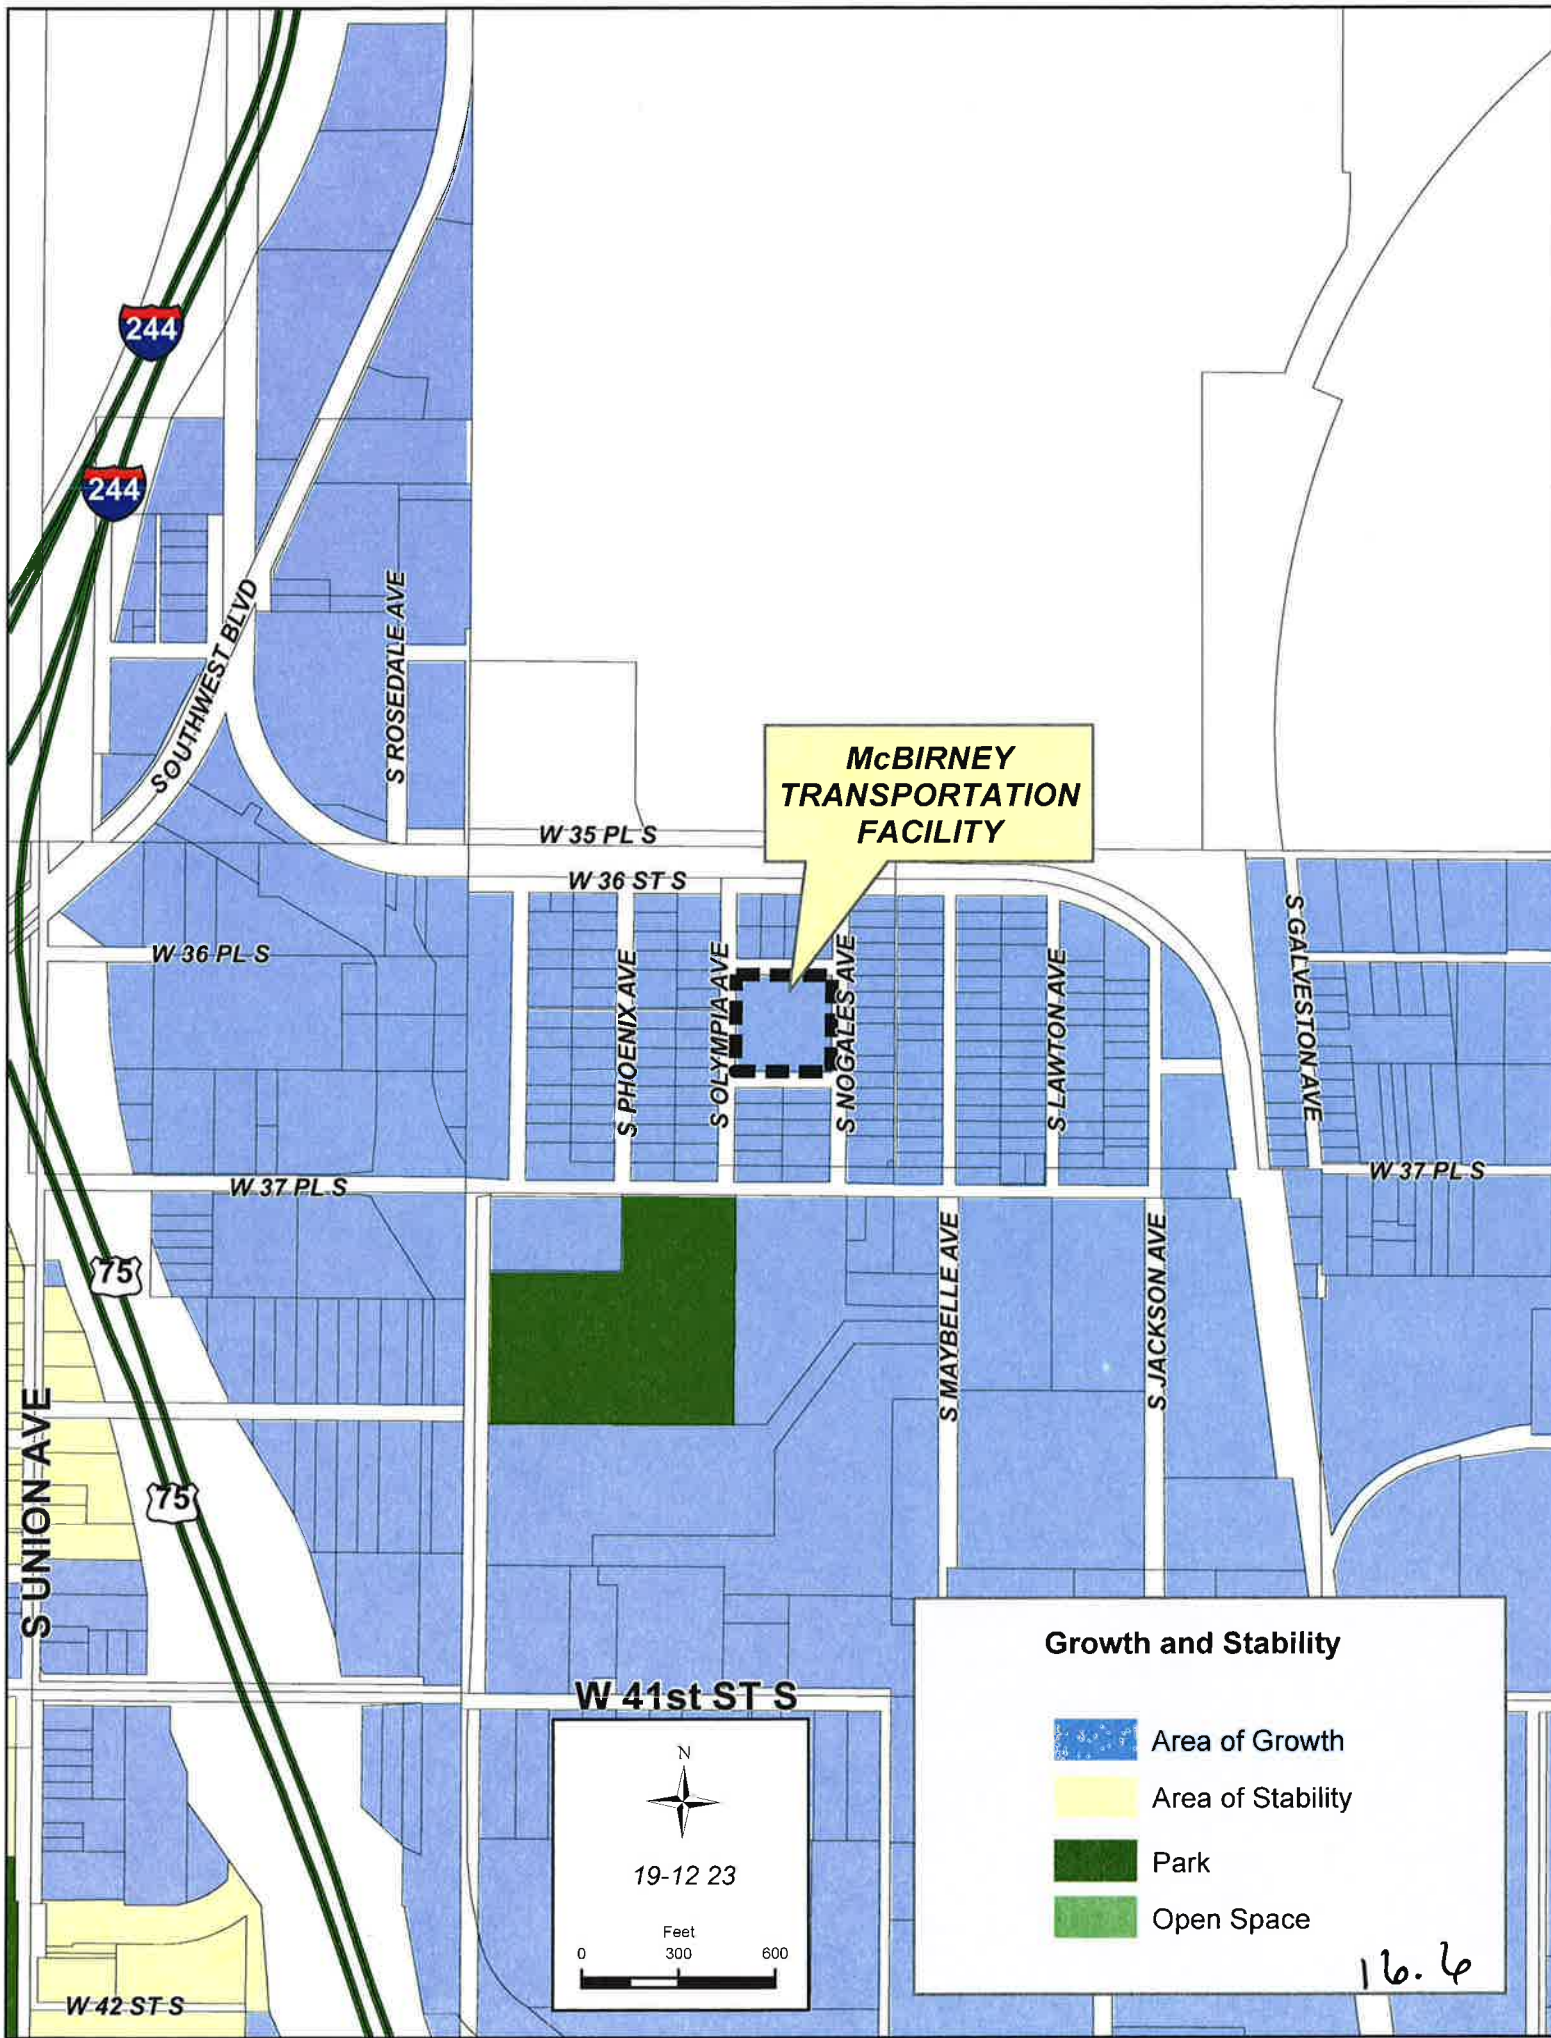 244
244
SOUTHWEST BLVD
S ROSEDALE AVE
McBIRNEY
TRANSPORTATION
FACILITY
W 35 PL S
W 36 ST S
W 36 PL S
S PHOENIX AVE
S OLYMPIA AVE
S NOGALES AVE
S LAWTON AVE
S GALVESTON AVE
W 37 PL S
W 37 PL S
75
S MAYBELLE AVE
S JACKSON AVE
75
S UNION AVE
W 41st ST S
N
19-12 23
Feet
0 300 600
W 42 ST S
Growth and Stability
Area of Growth
Area of Stability
Park
Open Space
16.6